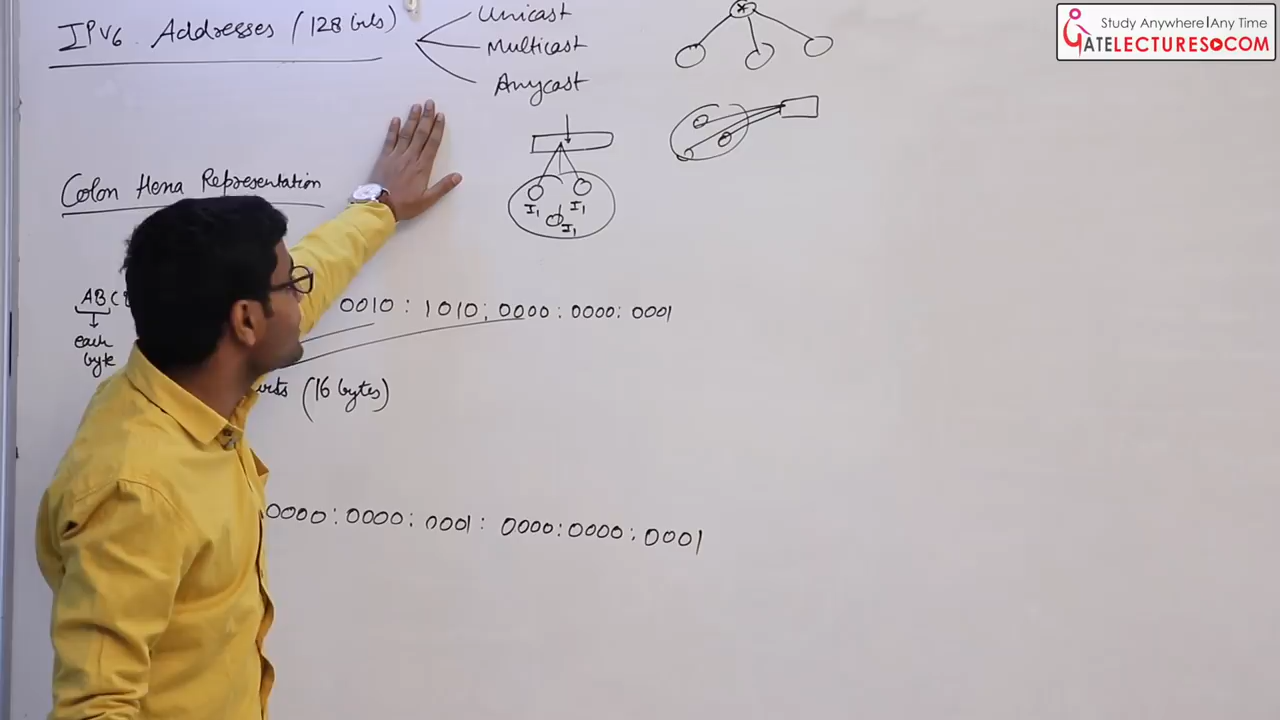 IPV6 Addresses (128 bits)
Unicast
Multicast
Anycast
*
Study Anywhere | Any Time
GATELECTURES.COM
Colon Hexa Representation
I1
I1
I1
ABC
0010 : 1010 : 0000 : 0000 : 0001
each
byte
(16 bytes)
0000 : 0000 : 0001 : 0000 : 0000 : 0001